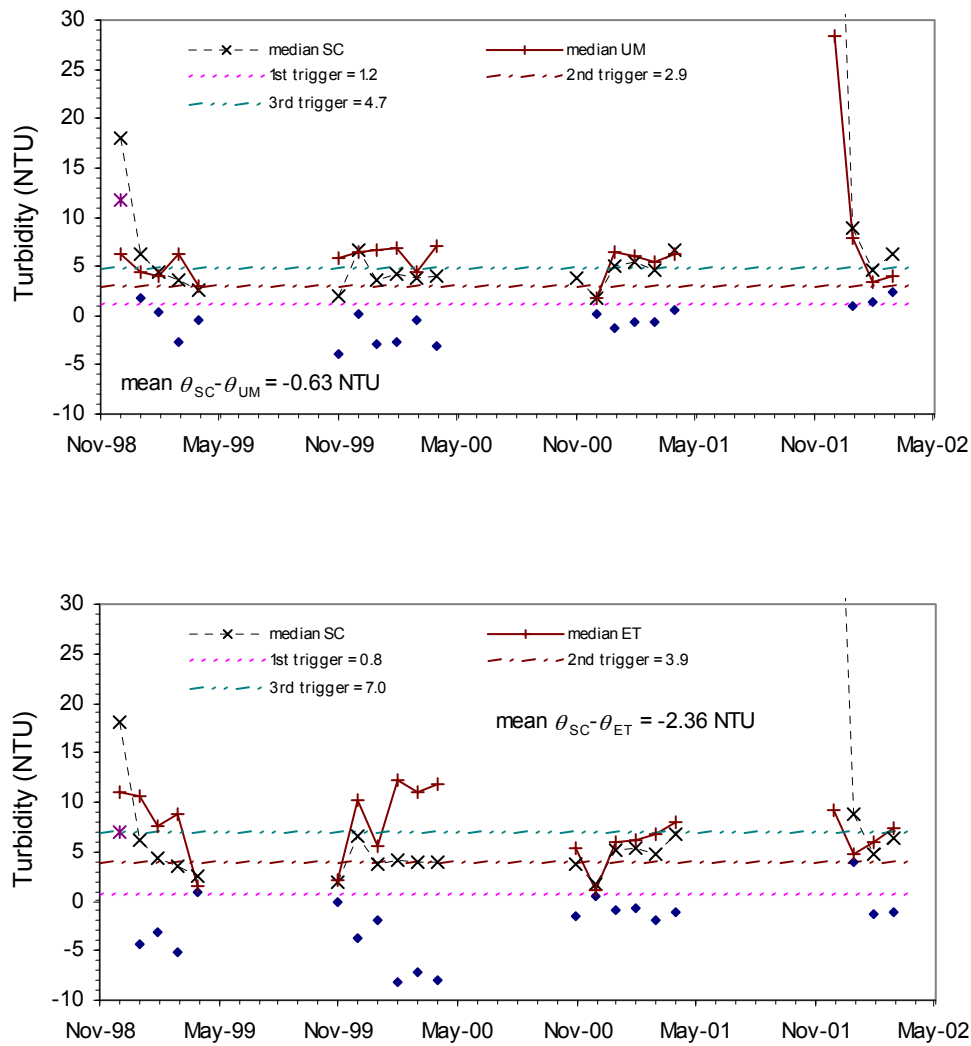 30
25
20
15
10
5
0
-5
-10
Turbidity (NTU)
median SC
median UM
1st trigger = 1.2
2nd trigger = 2.9
3rd trigger = 4.7
mean θSC-θUM = -0.63 NTU
Nov-98 May-99 Nov-99 May-00 Nov-00 May-01 Nov-01 May-02
30
25
20
15
10
5
0
-5
-10
Turbidity (NTU)
median SC
median ET
1st trigger = 0.8
2nd trigger = 3.9
3rd trigger = 7.0
mean θSC-θET = -2.36 NTU
Nov-98 May-99 Nov-99 May-00 Nov-00 May-01 Nov-01 May-02